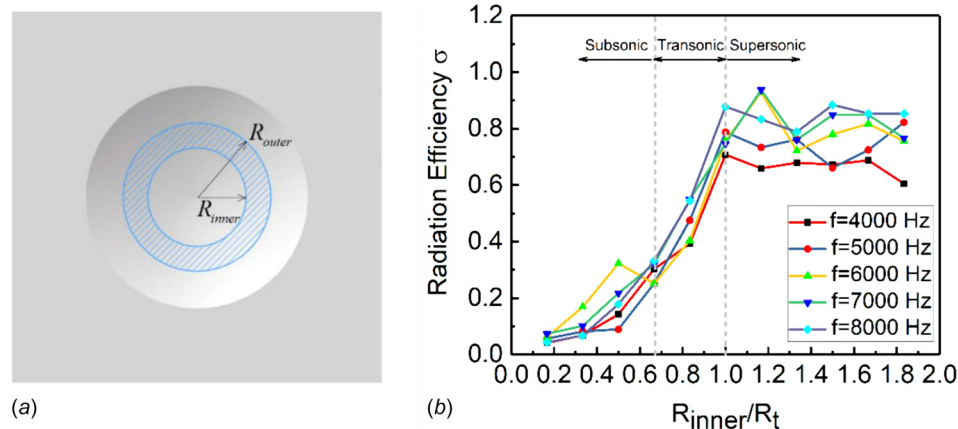 R_outer
R_inner
(a)
Radiation Efficiency σ
1.2
1.0
0.8
0.6
0.4
0.2
0.0
Subsonic Transonic Supersonic
f=4000 Hz
f=5000 Hz
f=6000 Hz
f=7000 Hz
f=8000 Hz
0.0 0.2 0.4 0.6 0.8 1.0 1.2 1.4 1.6 1.8 2.0
R_inner/R_t
(b)